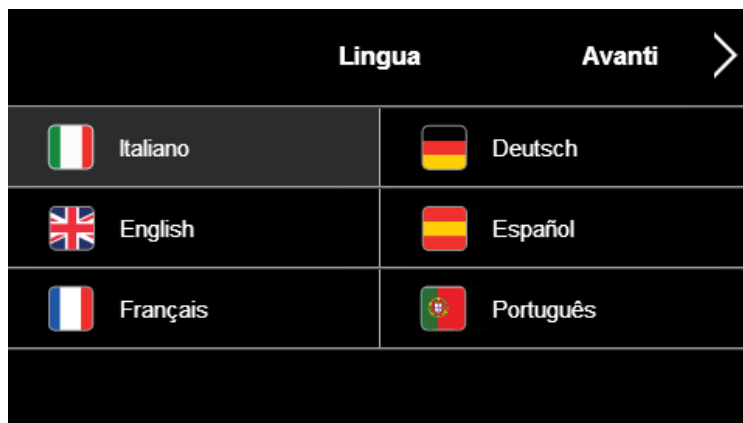 Lingua Avanti
Italiano Deutsch
English Español
Français Português